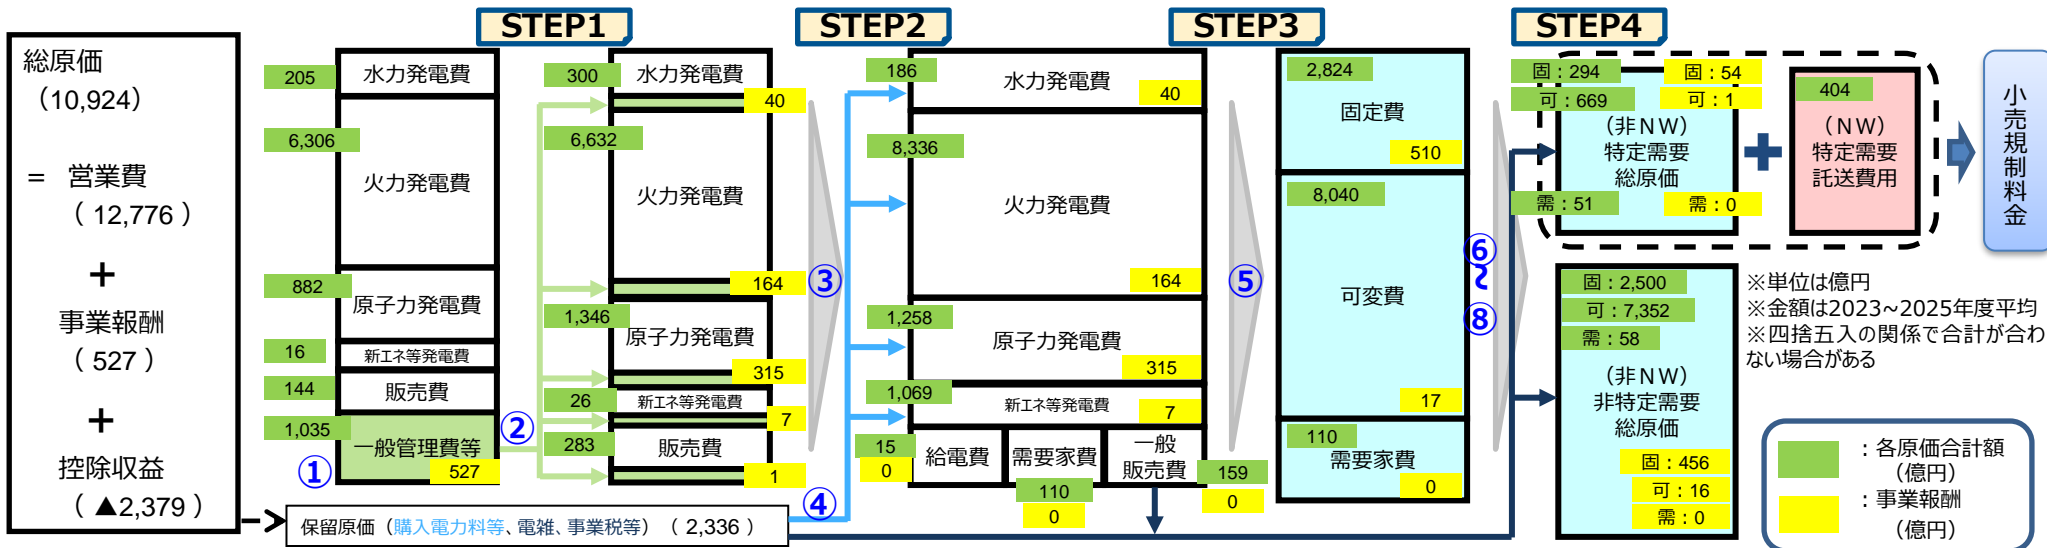 STEP1
STEP2
STEP3
STEP4
総原価
（10,924）
＝ 営業費
（ 12,776 ）
＋
事業報酬
（ 527 ）
＋
控除収益
（ ▲2,379 ）
205
水力発電費
6,306
火力発電費
882
原子力発電費
16
新エネ等発電費
144
販売費
1,035
一般管理費等
527
①
②
300
水力発電費
40
6,632
火力発電費
164
1,346
原子力発電費
315
26
新エネ等発電費
7
283
販売費
1
③
④
保留原価（購入電力料等、電雑、事業税等）（ 2,336 ）
186
水力発電費
40
8,336
火力発電費
164
1,258
原子力発電費
315
1,069
新エネ等発電費
7
15
0
給電費
需要家費
110
0
一般
販売費
159
0
⑤
2,824
固定費
510
8,040
可変費
17
110
需要家費
0
⑥
～
⑧
固：294
固：54
可：669
可：1
（非ＮＷ）
特定需要
総原価
需：51
需：0
404
（ＮＷ）
特定需要
託送費用
小売規制料金
固：2,500
可：7,352
需：58
（非ＮＷ）
非特定需要
総原価
固：456
可：16
需：0
※単位は億円
※金額は2023～2025年度平均
※四捨五入の関係で合計が合わ
ない場合がある
：各原価合計額
（億円）
：事業報酬
（億円）